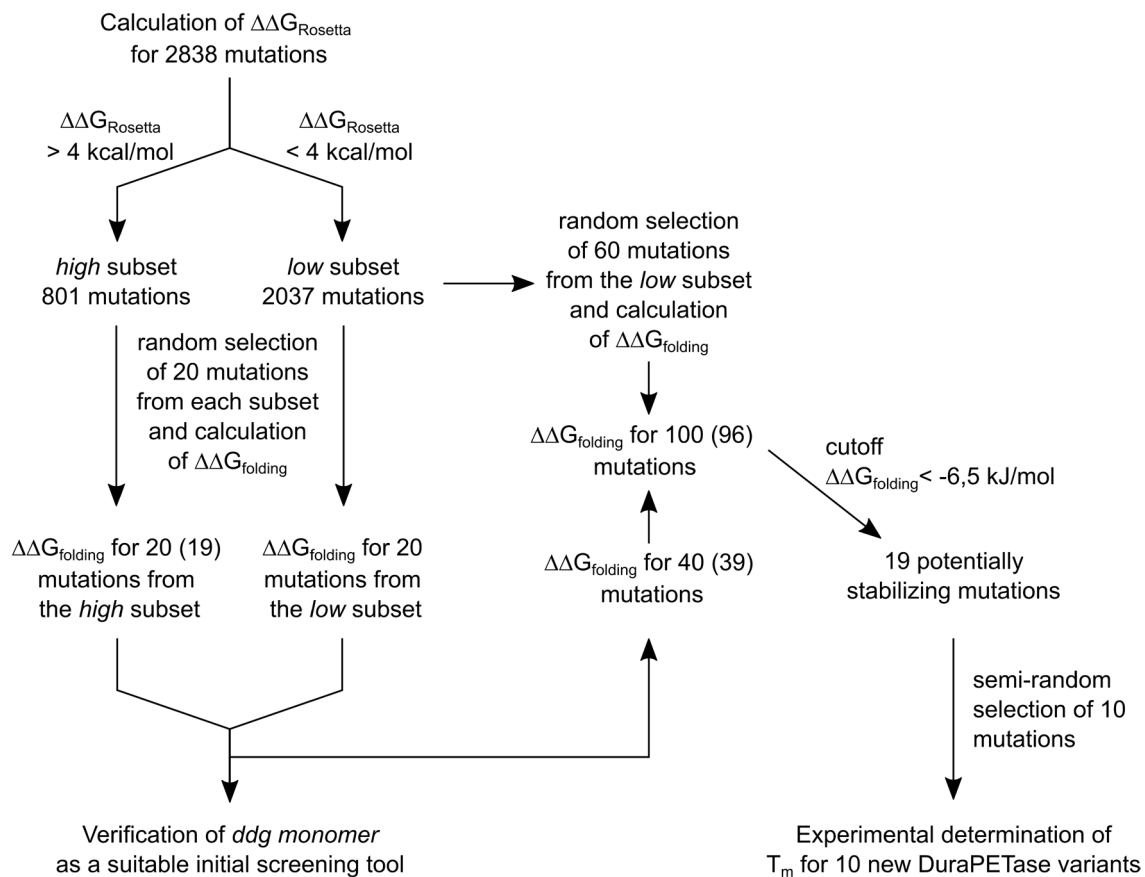 Calculation of ΔΔG_Rosetta
for 2838 mutations
ΔΔG_Rosetta
> 4 kcal/mol
ΔΔG_Rosetta
< 4 kcal/mol
high subset
801 mutations
low subset
2037 mutations
random selection
of 60 mutations
from the low subset
and calculation
of ΔΔG_folding
random selection
of 20 mutations
from each subset
and calculation
of ΔΔG_folding
ΔΔG_folding for 100 (96)
mutations
cutoff
ΔΔG_folding< -6,5 kJ/mol
ΔΔG_folding for 20 (19)
mutations from
the high subset
ΔΔG_folding for 20
mutations from
the low subset
ΔΔG_folding for 40 (39)
mutations
19 potentially
stabilizing mutations
semi-random
selection of 10
mutations
Verification of ddg monomer
as a suitable initial screening tool
Experimental determination of
T_m for 10 new DuraPETase variants